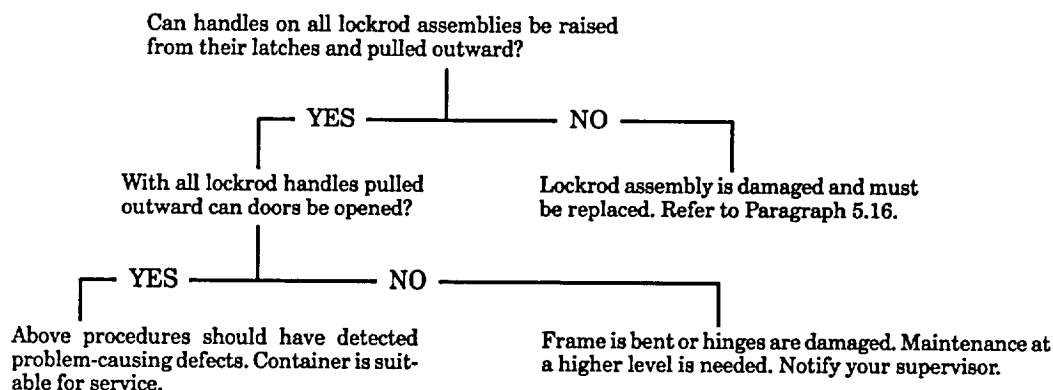 Can handles on all lockrod assemblies be raised
from their latches and pulled outward?
YES
NO
With all lockrod handles pulled
outward can doors be opened?
Lockrod assembly is damaged and must
be replaced. Refer to Paragraph 5.16.
YES
NO
Above procedures should have detected
problem-causing defects. Container is suit-
able for service.
Frame is bent or hinges are damaged. Maintenance at
a higher level is needed. Notify your supervisor.